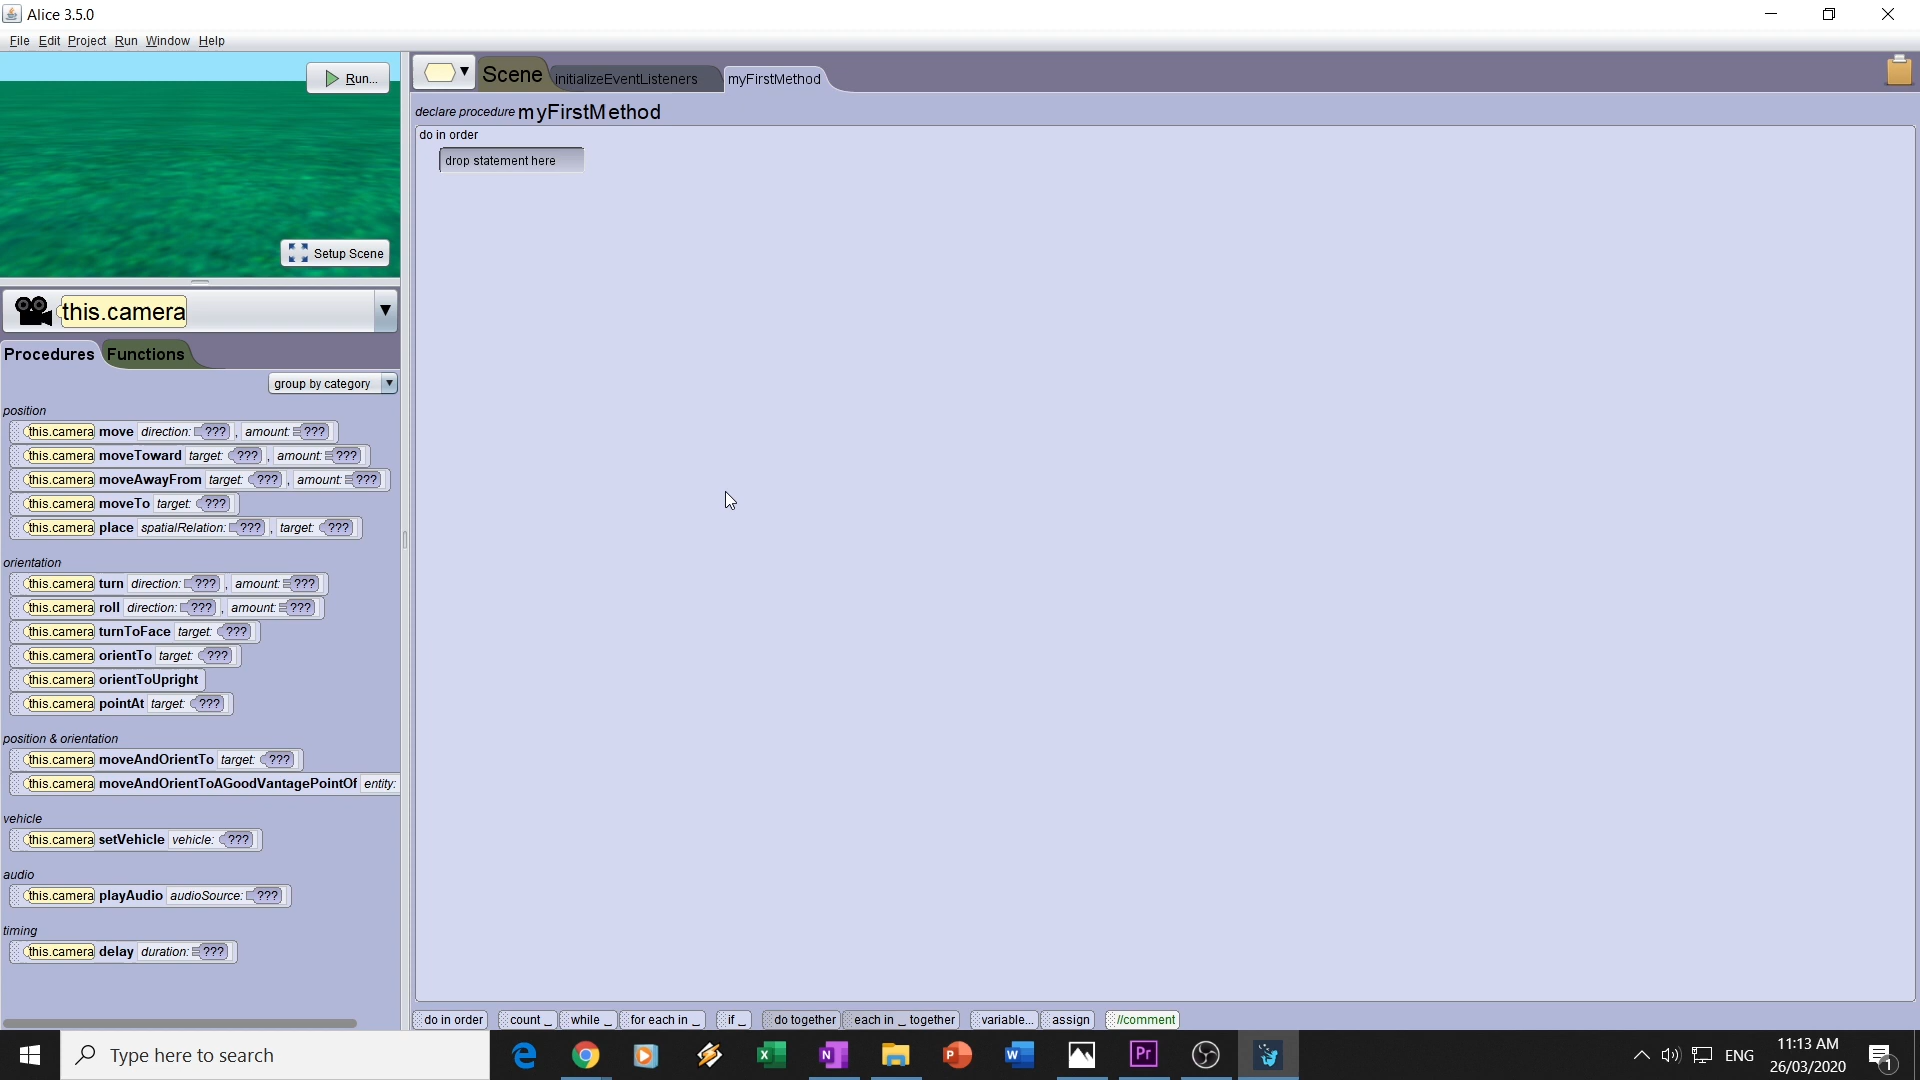 Alice 3.5.0
File Edit Project Run Window Help
Run...
Setup Scene
this.camera
Procedures Functions
group by category
position
this.camera move direction: ??? , amount: ???
this.camera moveToward target: ??? , amount: ???
this.camera moveAwayFrom target: ??? , amount: ???
this.camera moveTo target: ???
this.camera place spatialRelation: ??? , target: ???
orientation
this.camera turn direction: ??? , amount: ???
this.camera roll direction: ??? , amount: ???
this.camera turnToFace target: ???
this.camera orientTo target: ???
this.camera orientToUpright
this.camera pointAt target: ???
position & orientation
this.camera moveAndOrientTo target: ???
this.camera moveAndOrientToAGoodVantagePointOf entity:
vehicle
this.camera setVehicle vehicle: ???
audio
this.camera playAudio audioSource: ???
timing
this.camera delay duration: ???
Scene initializeEventListeners myFirstMethod
declare procedure myFirstMethod
do in order
drop statement here
do in order count _ while _ for each in _ if _ do together each in _ together variable... assign //comment
Type here to search
ENG
11:13 AM
26/03/2020
1